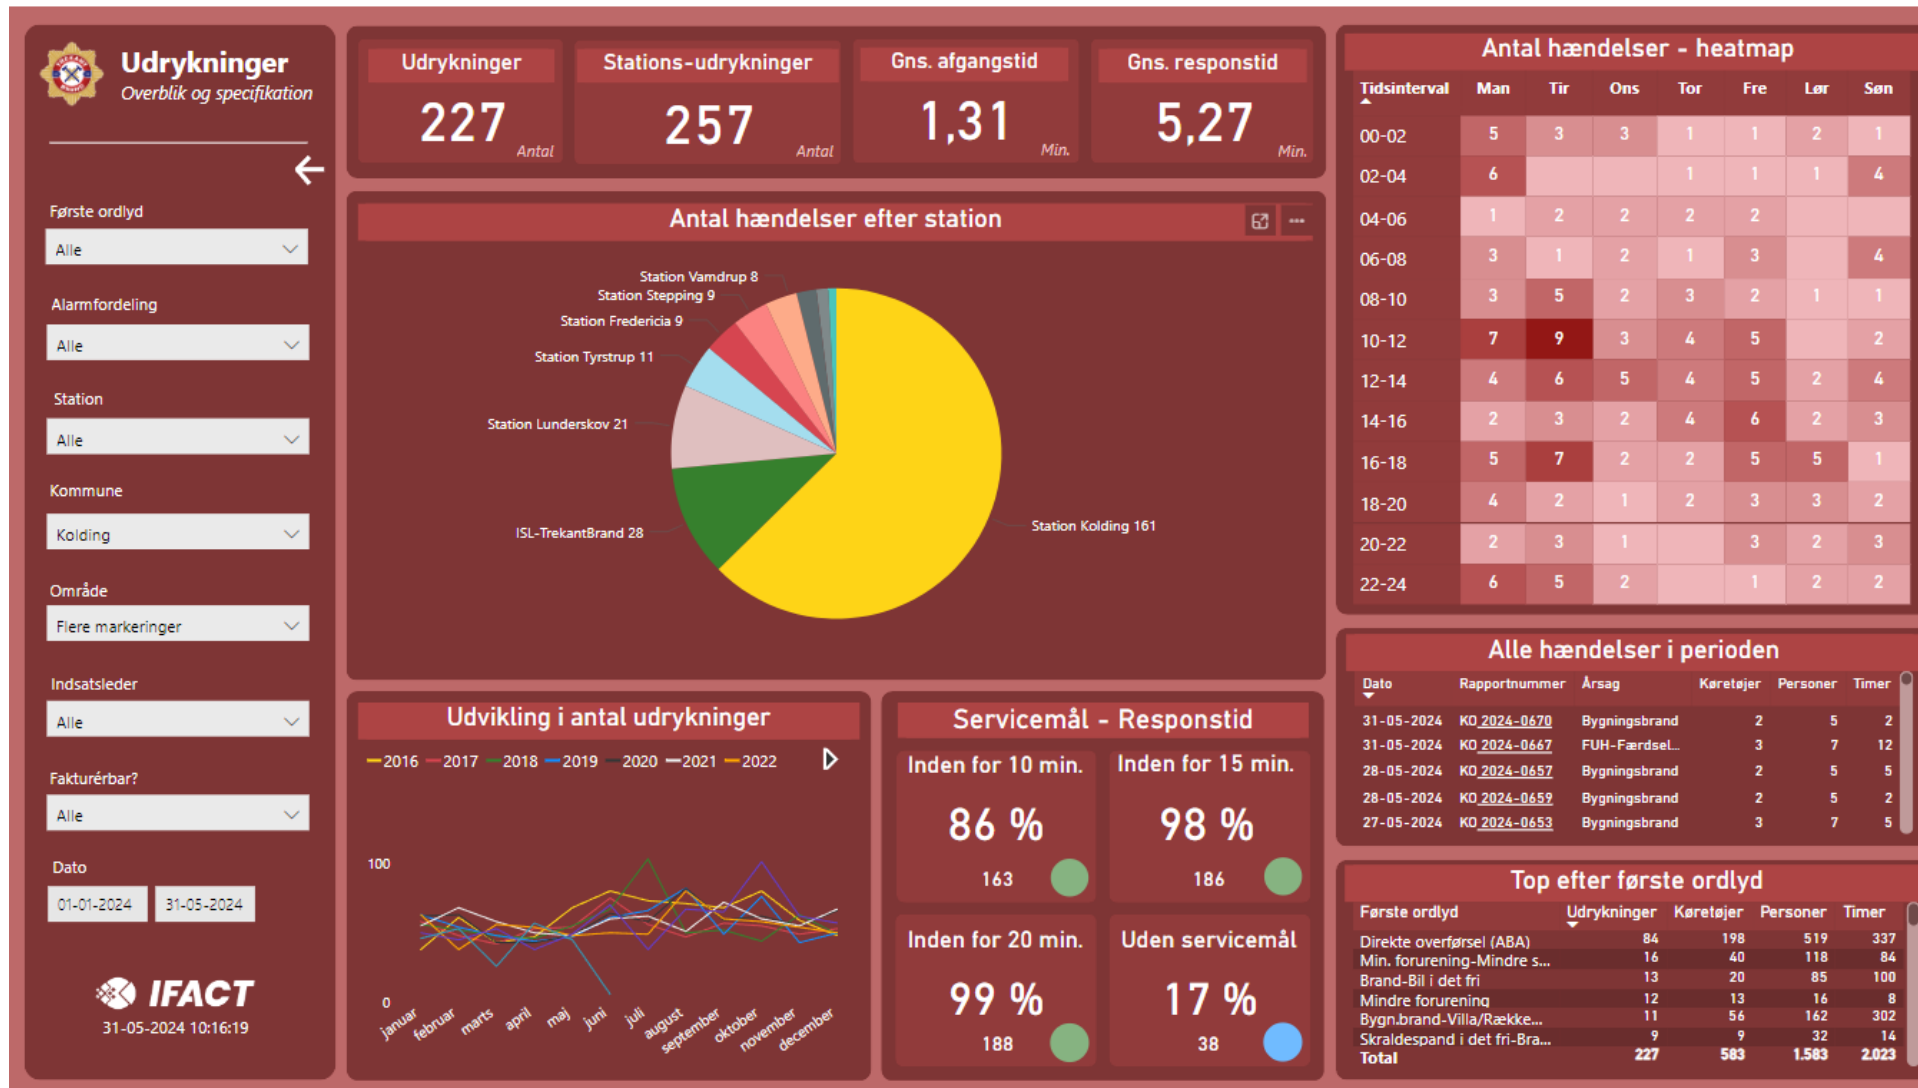 Udrykninger
Overblik og specifikation
Første ordlyd
Alle
Alarmfordeling
Alle
Station
Alle
Kommune
Kolding
Område
Flere markeringer
Indsatsleder
Alle
Fakturérbar?
Alle
Dato
01-01-2024 31-05-2024
IFACT
31-05-2024 10:16:19
Udrykninger
227
Antal
Stations-udrykninger
257
Antal
Gns. afgangstid
1,31
Min.
Gns. responstid
5,27
Min.
Antal hændelser efter station
Station Vamdrup 8
Station Stepping 9
Station Fredericia 9
Station Tyrstrup 11
Station Lunderskov 21
ISL-TrekantBrand 28
Station Kolding 161
Udvikling i antal udrykninger
2016 2017 2018 2019 2020 2021 2022
100
0
januar februar marts april maj juni juli august september oktober november december
Servicemål - Responstid
Inden for 10 min.
86 %
163
Inden for 15 min.
98 %
186
Inden for 20 min.
99 %
188
Uden servicemål
17 %
38
Antal hændelser - heatmap
Tidsinterval Man Tir Ons Tor Fre Lør Søn
00-02 5 3 3 1 1 2 1
02-04 6 1 1 1 4
04-06 1 2 2 2 2
06-08 3 1 2 1 3 4
08-10 3 5 2 3 2 1 1
10-12 7 9 3 4 5 2
12-14 4 6 5 4 5 2 4
14-16 2 3 2 4 6 2 3
16-18 5 7 2 2 5 5 1
18-20 4 2 1 2 3 3 2
20-22 2 3 1 3 2 3
22-24 6 5 2 1 2 2
Alle hændelser i perioden
Dato Rapportnummer Årsag Køretøjer Personer Timer
31-05-2024 KO 2024-0670 Bygningsbrand 2 5 2
31-05-2024 KO 2024-0667 FUH-Færdsel... 3 7 12
28-05-2024 KO 2024-0657 Bygningsbrand 2 5 5
28-05-2024 KO 2024-0659 Bygningsbrand 2 5 2
27-05-2024 KO 2024-0653 Bygningsbrand 3 7 5
Top efter første ordlyd
Første ordlyd Udrykninger Køretøjer Personer Timer
Direkte overførsel (ABA) 84 198 519 337
Min. forurening-Mindre s... 16 40 118 84
Brand-Bil i det fri 13 20 85 100
Mindre forurening 12 13 16 8
Bygn.brand-Villa/Række... 11 56 162 302
Skraldespand i det fri-Bra... 9 9 32 14
Total 227 583 1.583 2.023